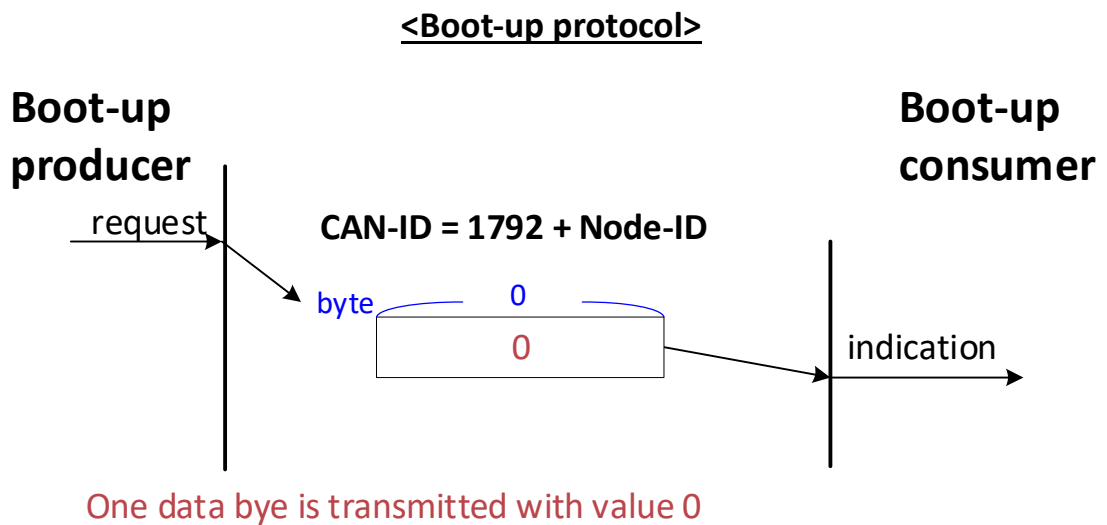 <Boot-up protocol>
Boot-up
producer
Boot-up
consumer
request
CAN-ID = 1792 + Node-ID
byte
0
0
indication
One data bye is transmitted with value 0